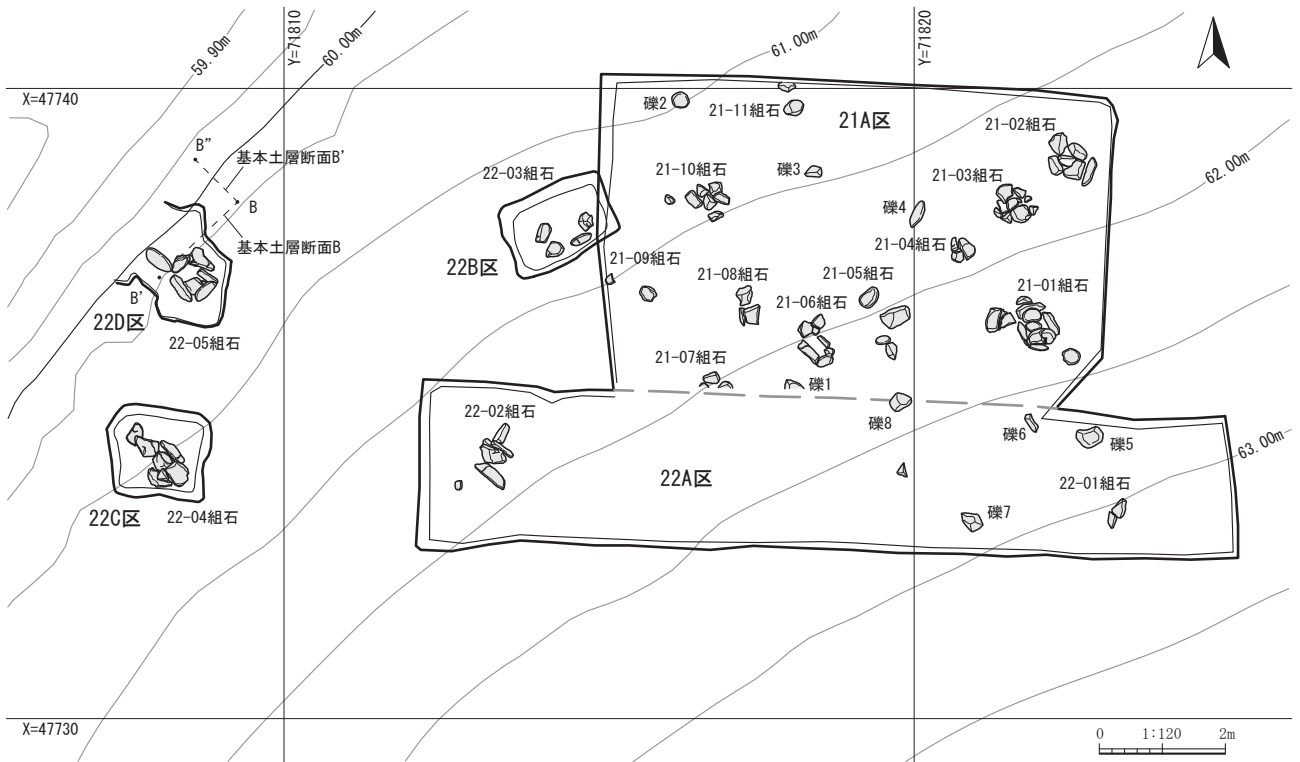 59.90m
Y=71810
60.00m
61.00m
Y=71820
X=47740
礫2
21-11組石
21A区
21-02組石
B"
基本土層断面B'
22-03組石
21-10組石
礫3
21-03組石
62.00m
B
礫4
基本土層断面B
21-04組石
22B区
21-09組石
21-08組石
21-05組石
21-01組石
B'
21-06組石
22D区
22-05組石
21-07組石
礫1
22-02組石
礫8
礫6
礫5
63.00m
22A区
22-01組石
22C区
22-04組石
礫7
X=47730
0 1:120 2m